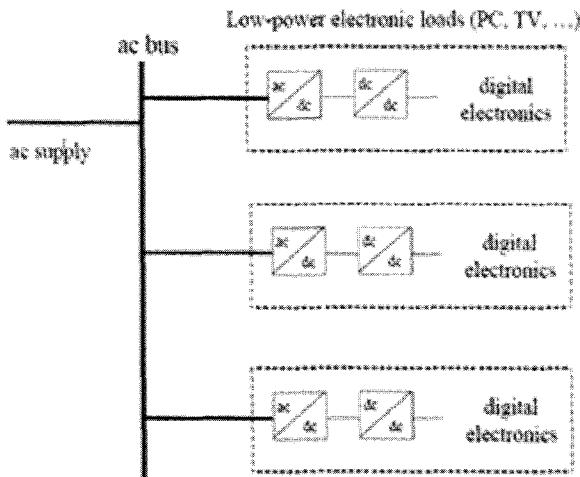 Low-power electronic loads (PC, TV, …)
ac bus
ac dc dc dc digital
electronics
ac supply
ac dc dc dc digital
electronics
ac dc dc dc digital
electronics